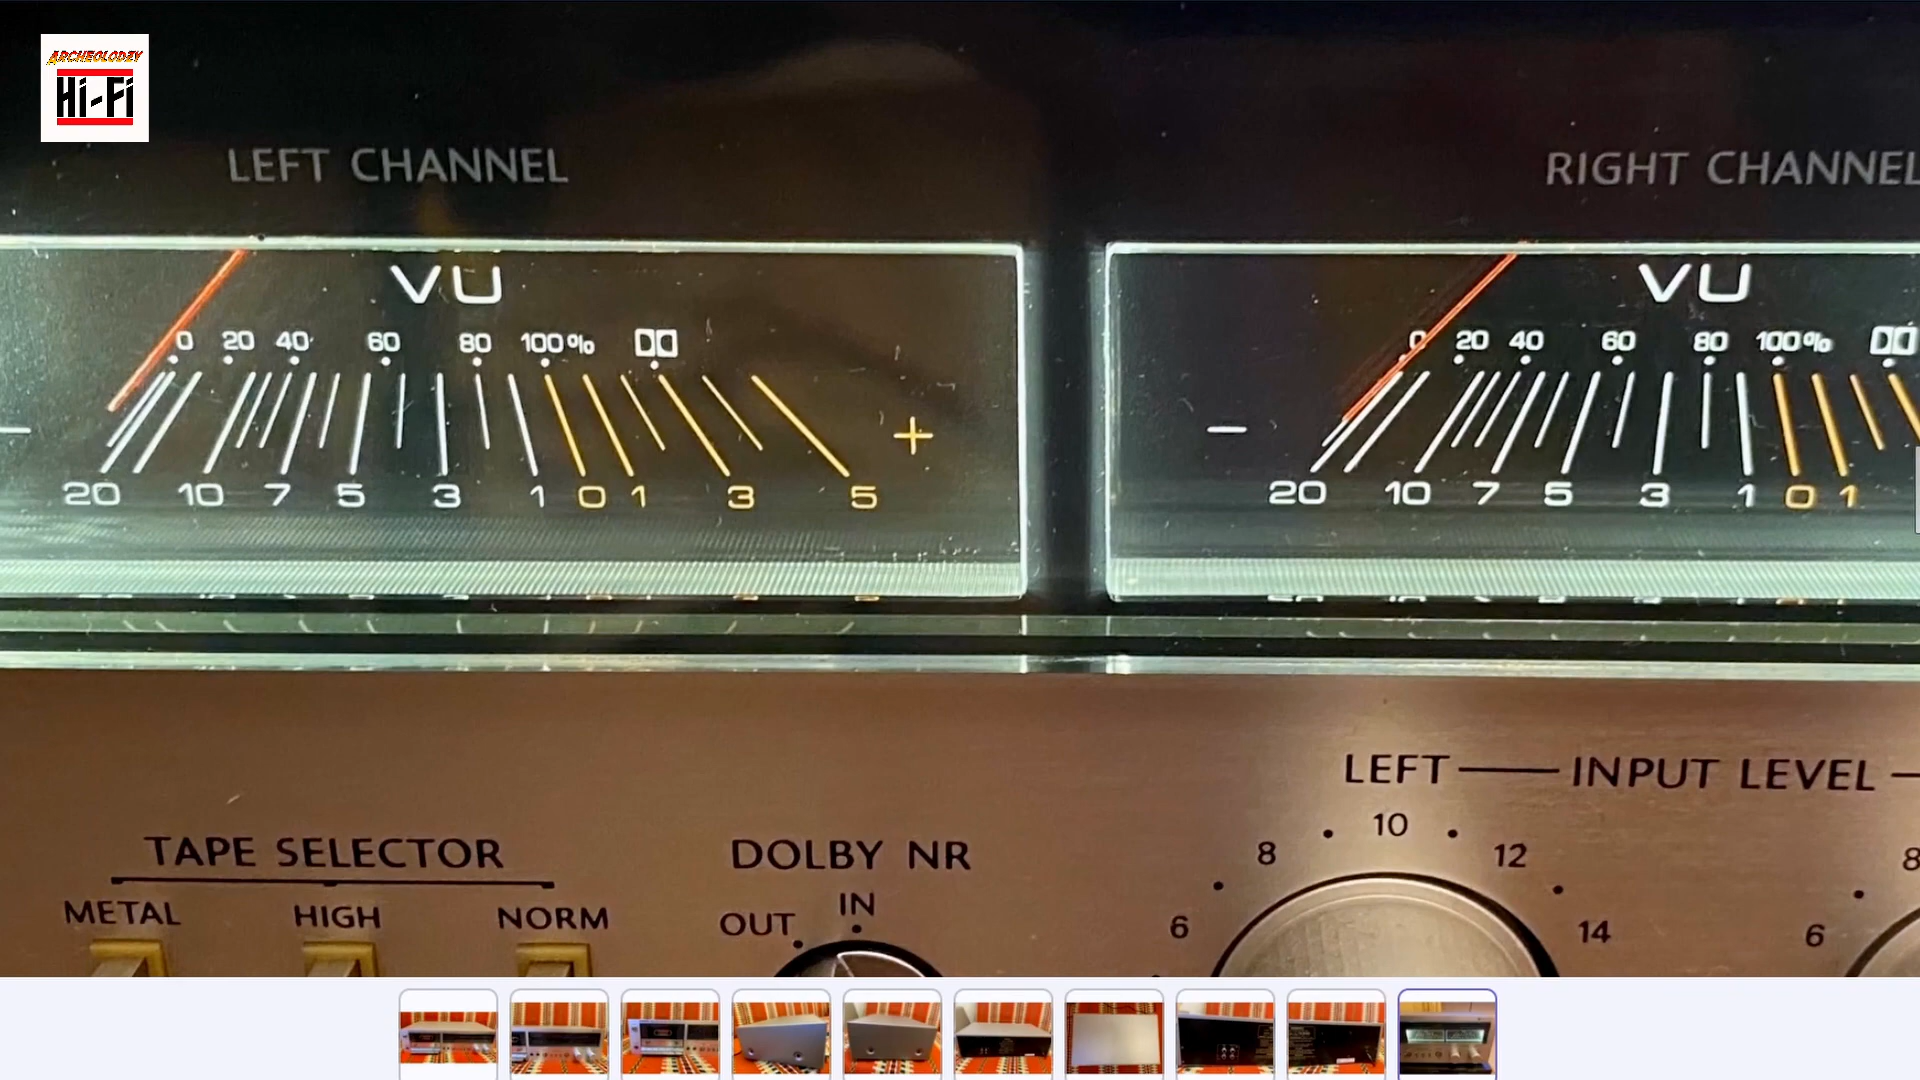 ARCHEOLODZY
Hi-Fi
LEFT CHANNEL
RIGHT CHANNEL
VU
0 20 40 60 80 100%
- +
20 10 7 5 3 1 0 1 3 5
VU
0 20 40 60 80 100%
-
20 10 7 5 3 1 0 1
LEFT INPUT LEVEL
TAPE SELECTOR
METAL HIGH NORM
DOLBY NR
OUT IN
6 8 10 12 14
6 8